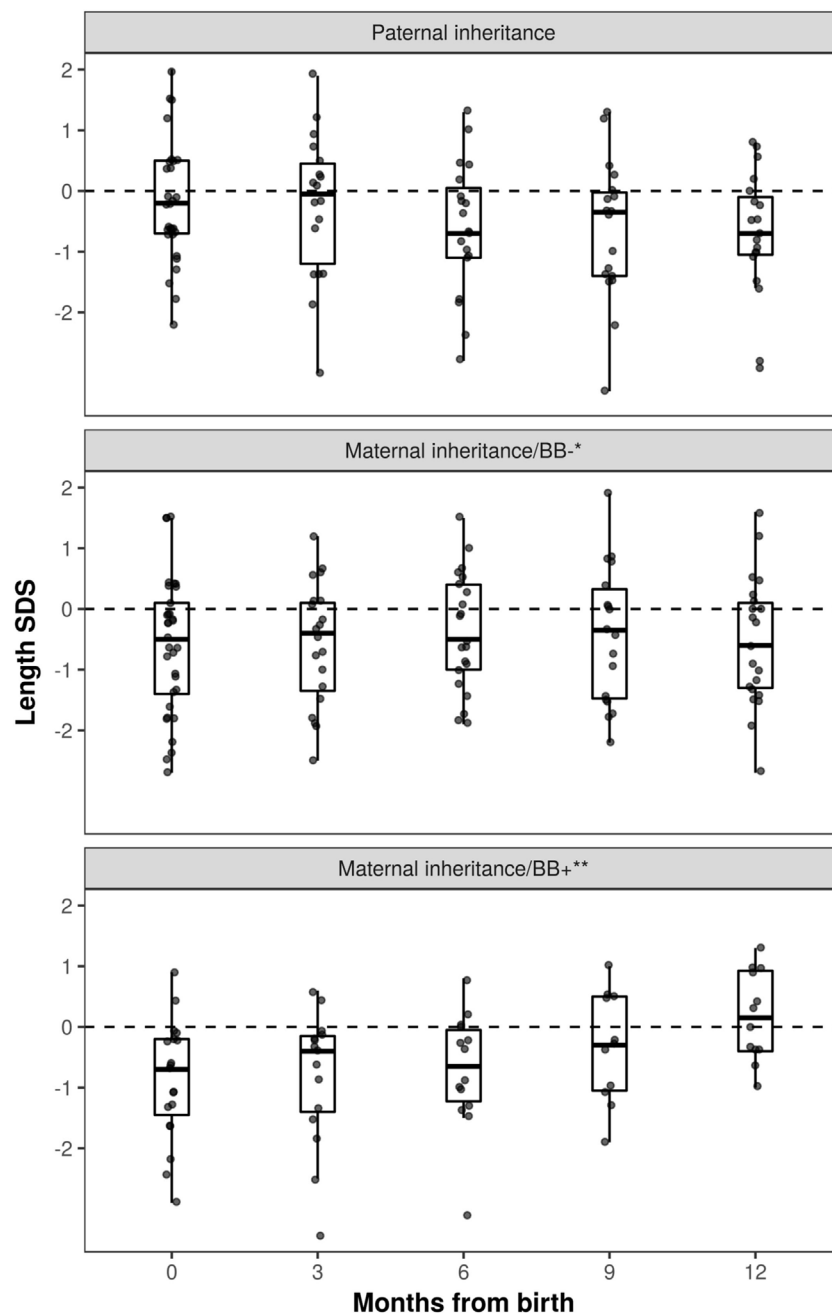 Paternal inheritance
2
1
0
-1
-2
Maternal inheritance/BB-*
2
1
0
-1
-2
Length SDS
Maternal inheritance/BB+**
2
1
0
-1
-2
0 3 6 9 12
Months from birth